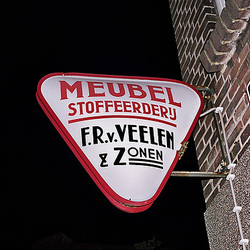 MEUBEL
STOFFEERDERIJ
F.R.v.VEELEN
& ZONEN